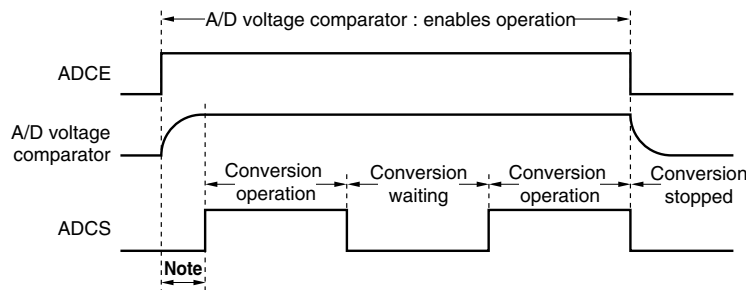 A/D voltage comparator : enables operation
ADCE
A/D voltage
comparator
Conversion
operation
Conversion
waiting
Conversion
operation
Conversion
stopped
ADCS
Note